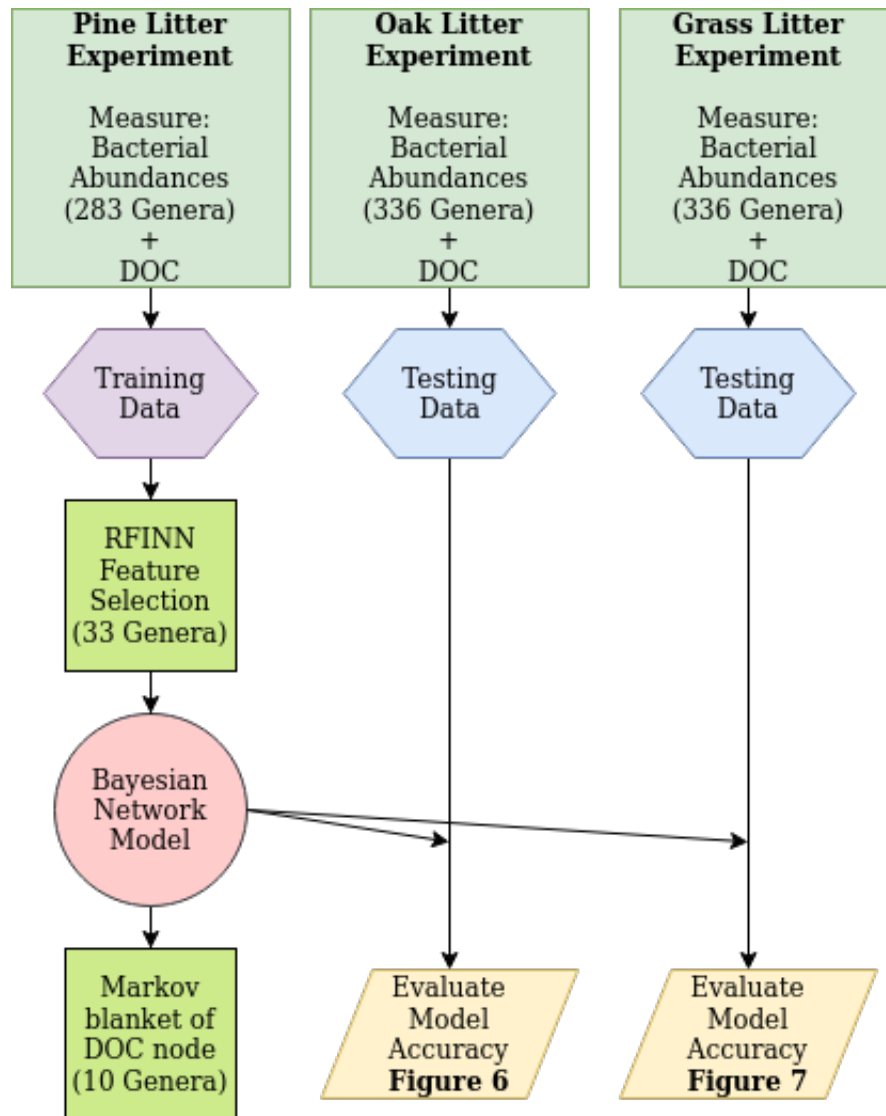 Pine Litter
Experiment
Measure:
Bacterial
Abundances
(283 Genera)
+
DOC
Oak Litter
Experiment
Measure:
Bacterial
Abundances
(336 Genera)
+
DOC
Grass Litter
Experiment
Measure:
Bacterial
Abundances
(336 Genera)
+
DOC
Training
Data
Testing
Data
Testing
Data
RFINN
Feature
Selection
(33 Genera)
Bayesian
Network
Model
Markov
blanket of
DOC node
(10 Genera)
Evaluate
Model
Accuracy
Figure 6
Evaluate
Model
Accuracy
Figure 7